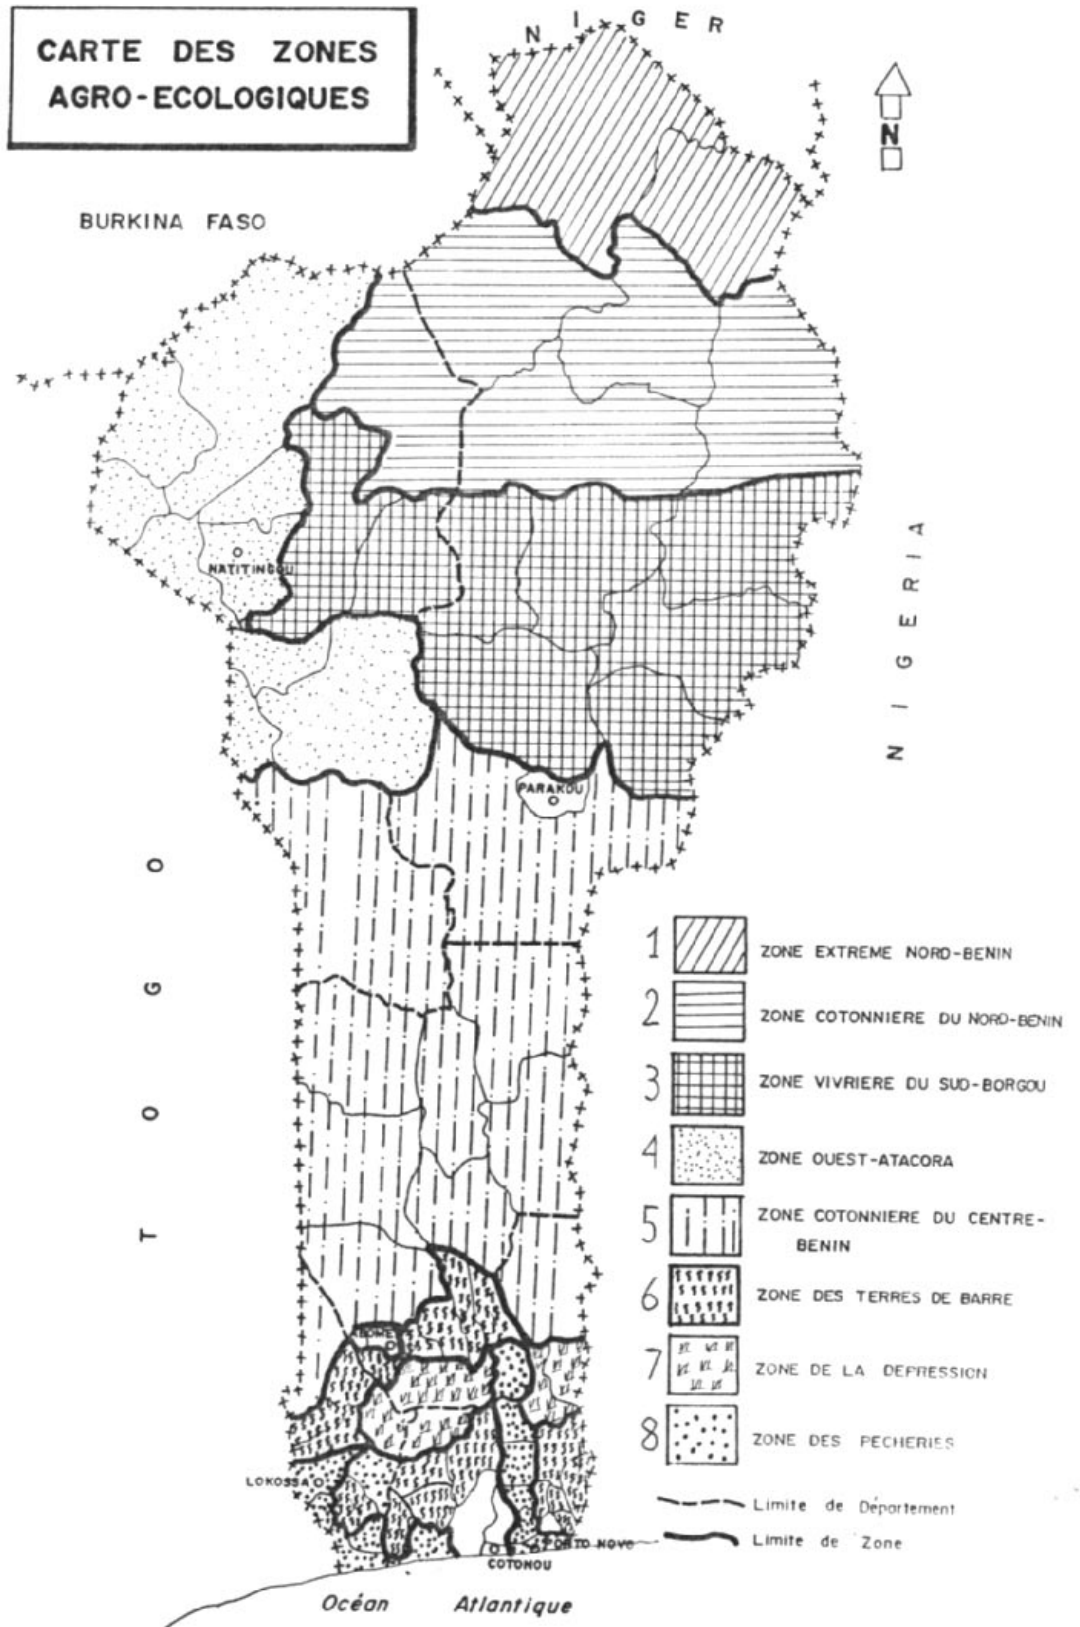 CARTE DES ZONES
AGRO-ECOLOGIQUES
NIGER
N
BURKINA FASO
NATITINGOU
NIGERIA
PARAKOU
TOGO
1 ZONE EXTREME NORD-BENIN
2 ZONE COTONNIERE DU NORD-BENIN
3 ZONE VIVRIERE DU SUD-BORGOU
4 ZONE OUEST-ATACORA
5 ZONE COTONNIERE DU CENTRE-
BENIN
6 ZONE DES TERRES DE BARRE
7 ZONE DE LA DEPRESSION
8 ZONE DES PECHERIES
LOKOSSA
Limite de Département
Limite de Zone
PORTO NOVO
COTONOU
Océan Atlantique